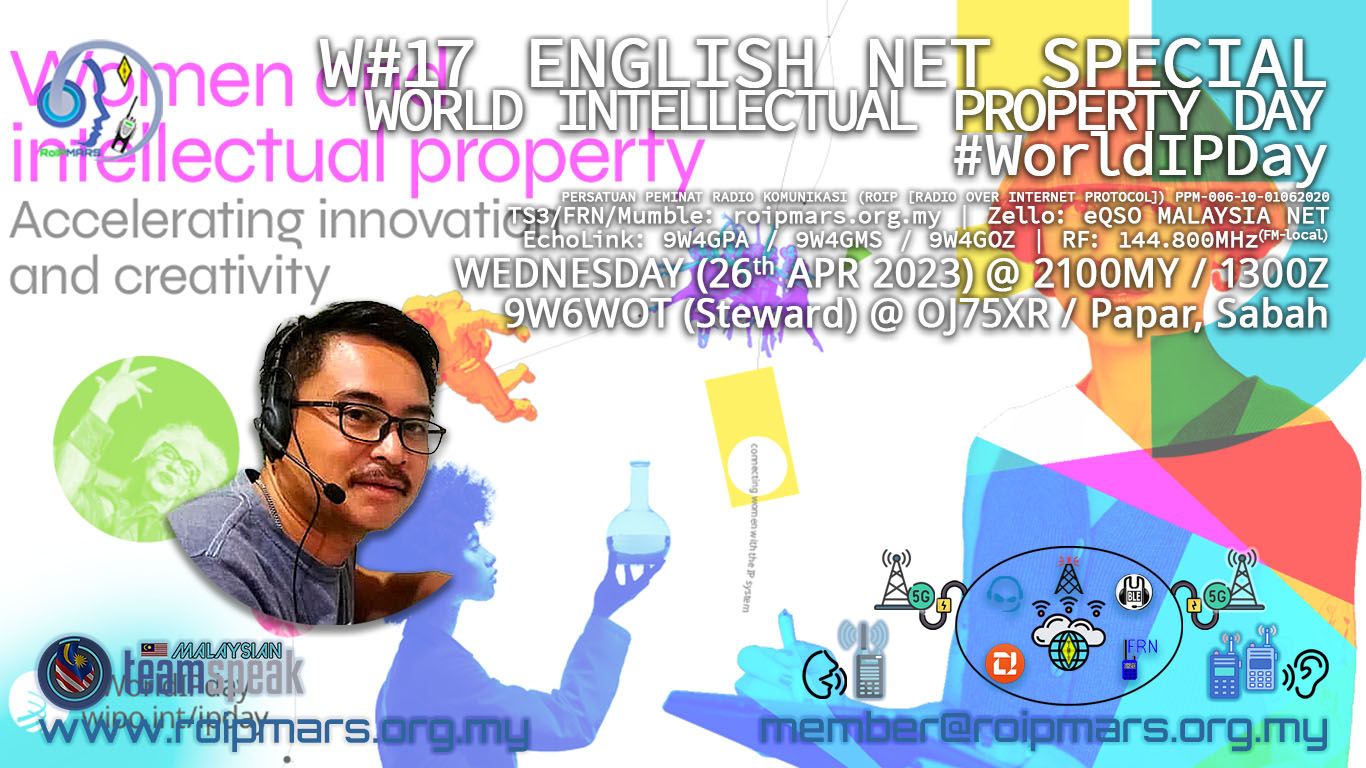 W#17 ENGLISH NET SPECIAL
WORLD INTELLECTUAL PROPERTY DAY
#WorldIPDay
Women and
intellectual property
Accelerating innovation
and creativity
RoIPMARS
PERSATUAN PEMINAT RADIO KOMUNIKASI (ROIP [RADIO OVER INTERNET PROTOCOL]) PPM-006-10-01062020
TS3/FRN/Mumble: roipmars.org.my | Zello: eQSO MALAYSIA NET
EchoLink: 9W4GPA / 9W4GMS / 9W4GOZ | RF: 144.800MHz(FM-local)
WEDNESDAY (26th APR 2023) @ 2100MY / 1300Z
9W6WOT (Steward) @ OJ75XR / Papar, Sabah
connecting women with the IP system
5G
5G
BLE
FRN
MALAYSIAN
teamspeak
wipo.int/ipday
www.roipmars.org.my
member@roipmars.org.my